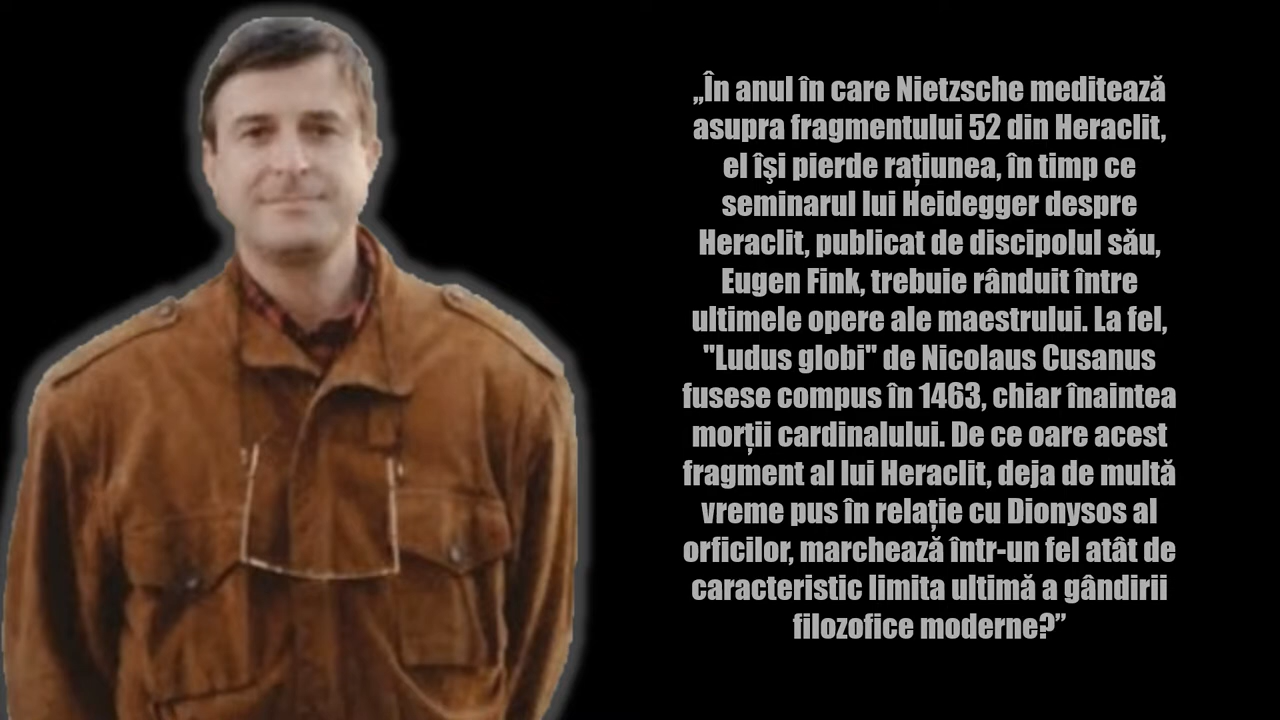 „În anul în care Nietzsche meditează
asupra fragmentului 52 din Heraclit,
el îşi pierde rațiunea, în timp ce
seminarul lui Heidegger despre
Heraclit, publicat de discipolul său,
Eugen Fink, trebuie rânduit între
ultimele opere ale maestrului. La fel,
"Ludus globi" de Nicolaus Cusanus
fusese compus în 1463, chiar înaintea
morții cardinalului. De ce oare acest
fragment al lui Heraclit, deja de multă
vreme pus în relație cu Dionysos al
orficilor, marchează într-un fel atât de
caracteristic limita ultimă a gândirii
filozofice moderne?”